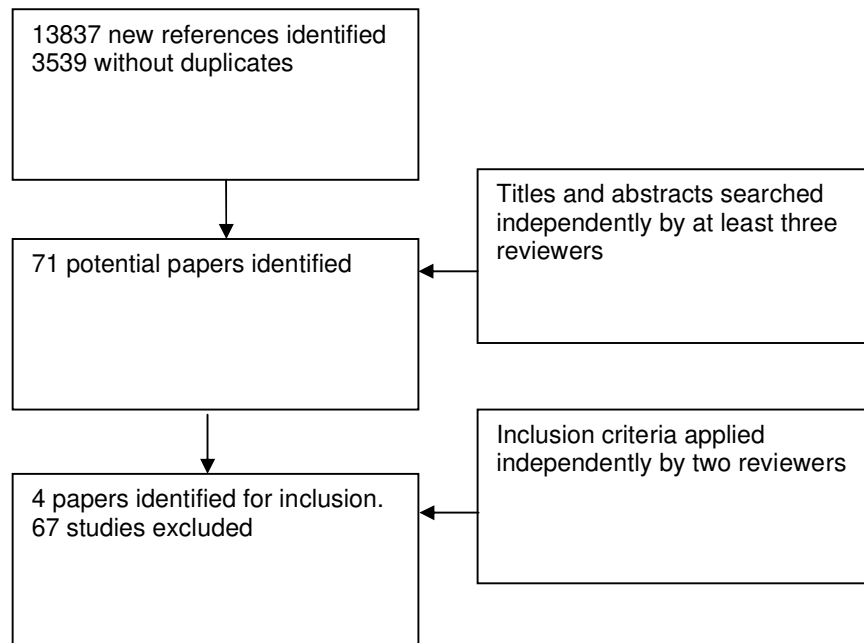 13837 new references identified
3539 without duplicates
Titles and abstracts searched
independently by at least three
reviewers
71 potential papers identified
Inclusion criteria applied
independently by two reviewers
4 papers identified for inclusion.
67 studies excluded